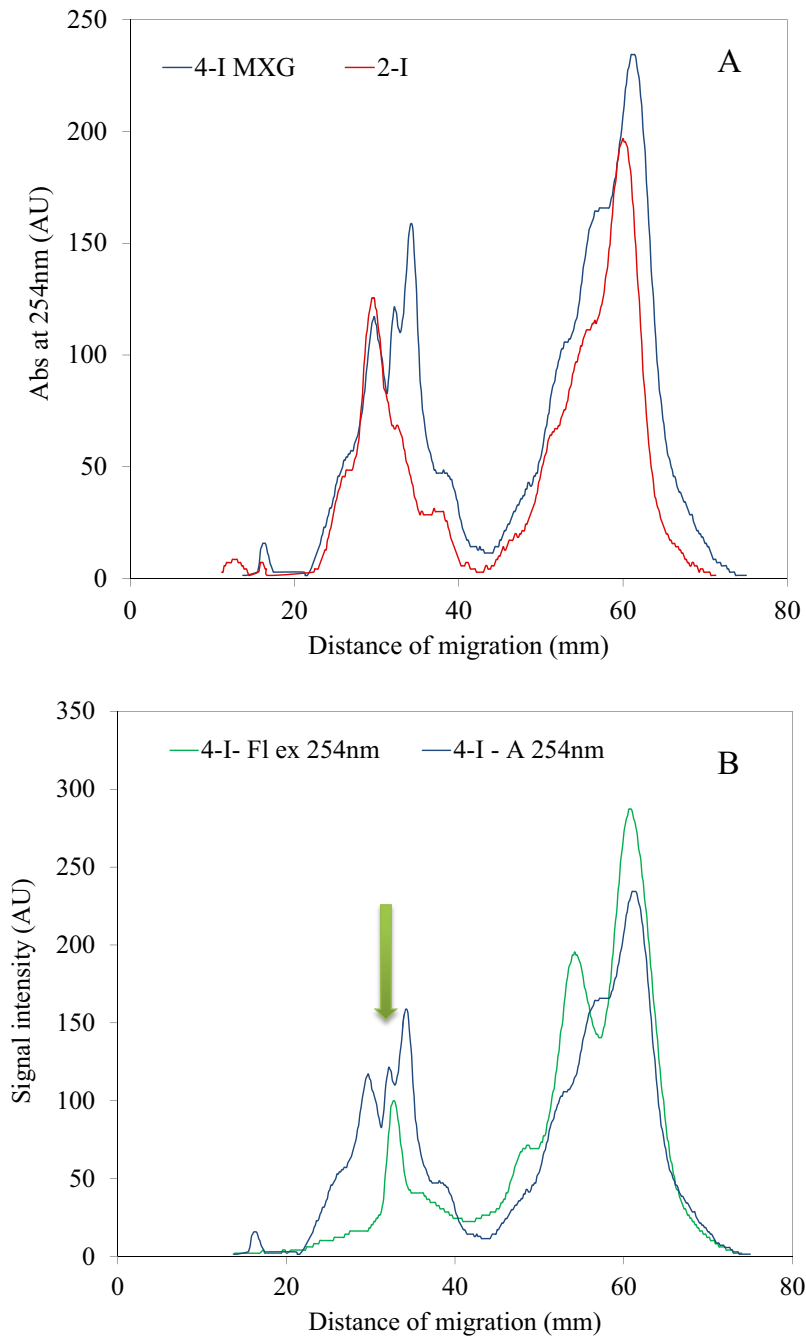 250
200
150
100
50
0
Abs at 254nm (AU)
4-I MXG
2-I
A
0
20
40
60
80
Distance of migration (mm)
350
300
250
200
150
100
50
0
Signal intensity (AU)
4-I- Fl ex 254nm
4-I - A 254nm
B
0
20
40
60
80
Distance of migration (mm)